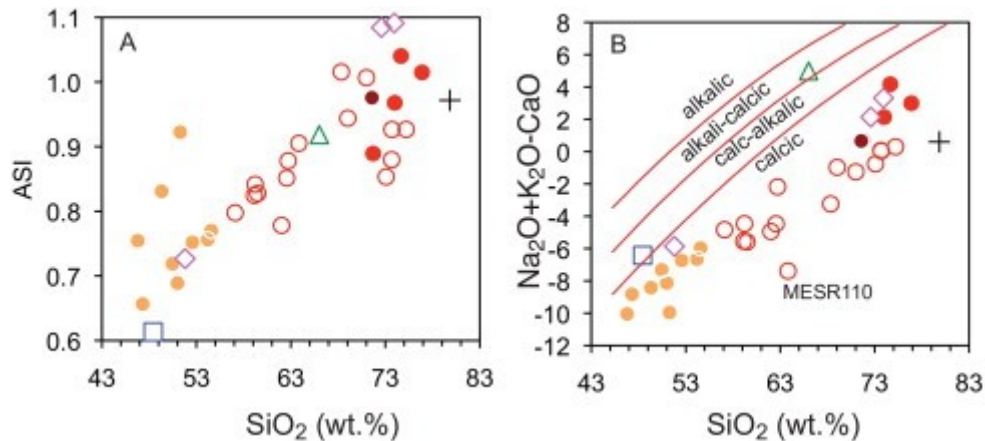 A
ASI
1.1
1.0
0.9
0.8
0.7
0.6
43 53 63 73 83
SiO₂ (wt.%)
B
Na₂O+K₂O-CaO
8
6
4
2
0
-2
-4
-6
-8
-10
-12
alkalic
alkali-calcic
calc-alkalic
calcic
MESR110
43 53 63 73 83
SiO₂ (wt.%)